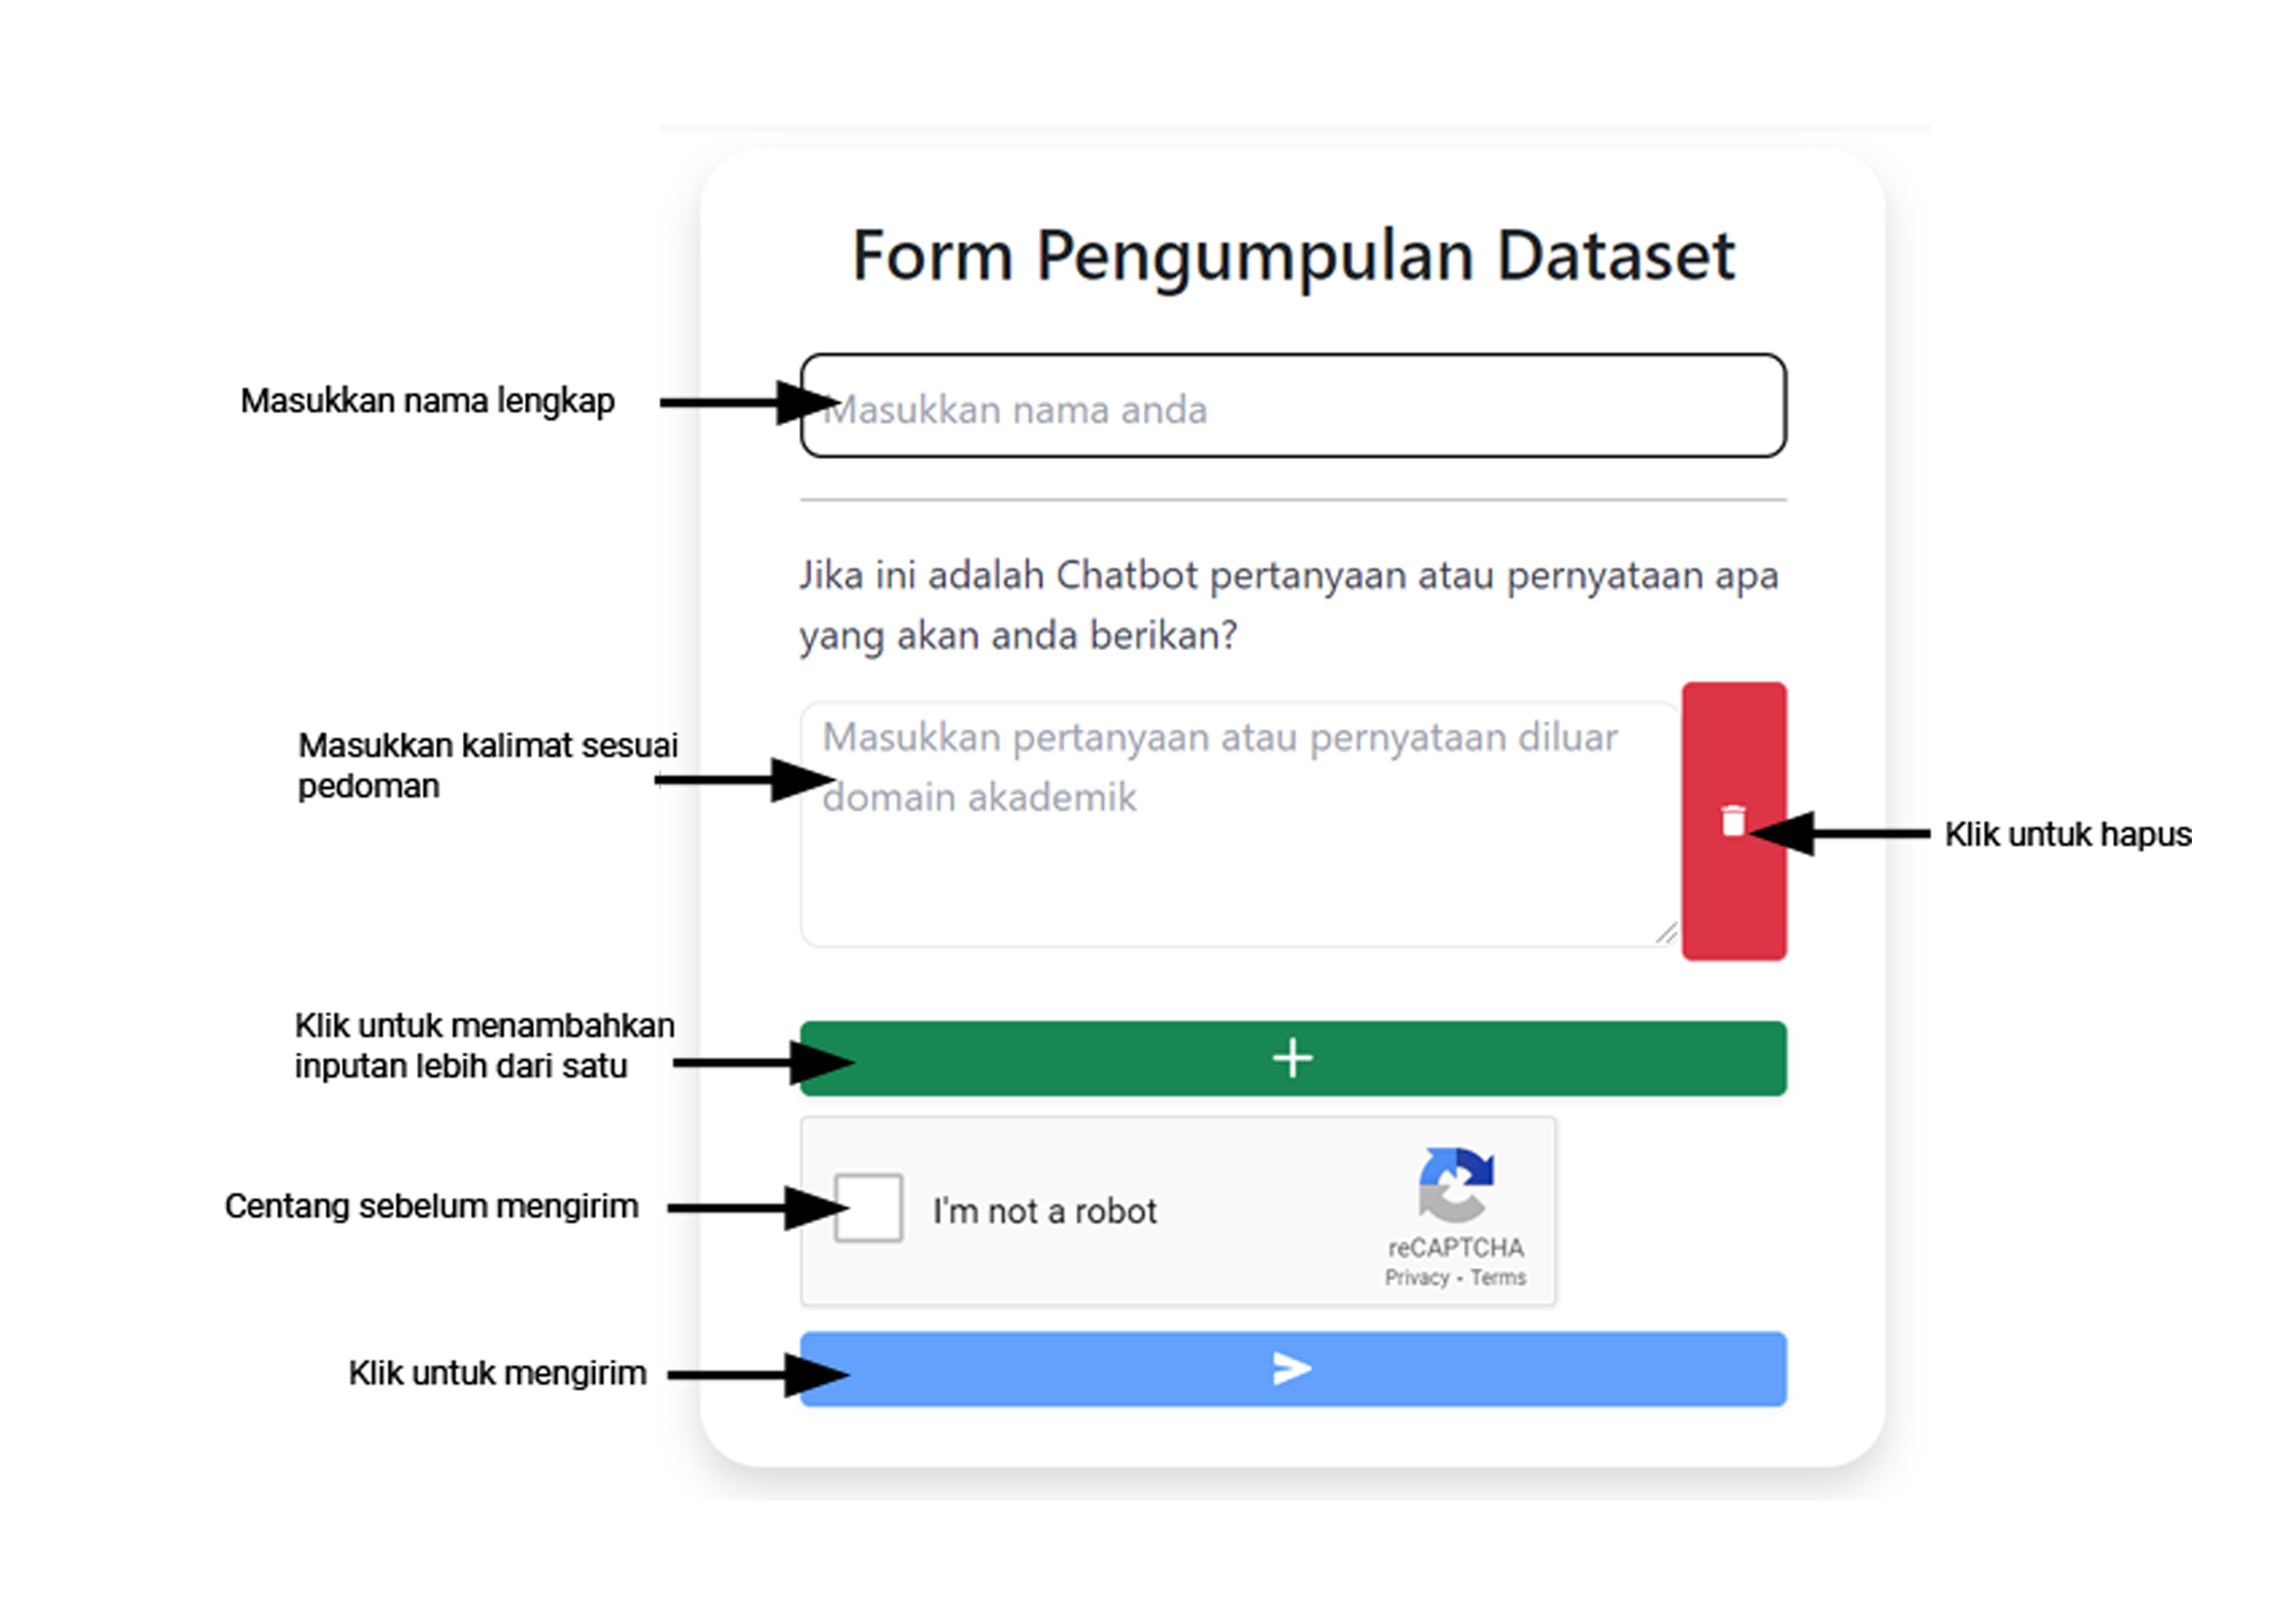 Form Pengumpulan Dataset
Masukkan nama lengkap
Masukkan nama anda
Jika ini adalah Chatbot pertanyaan atau pernyataan apa
yang akan anda berikan?
Masukkan kalimat sesuai
pedoman
Masukkan pertanyaan atau pernyataan diluar
domain akademik
Klik untuk hapus
Klik untuk menambahkan
inputan lebih dari satu
Centang sebelum mengirim
I'm not a robot
reCAPTCHA
Privacy - Terms
Klik untuk mengirim